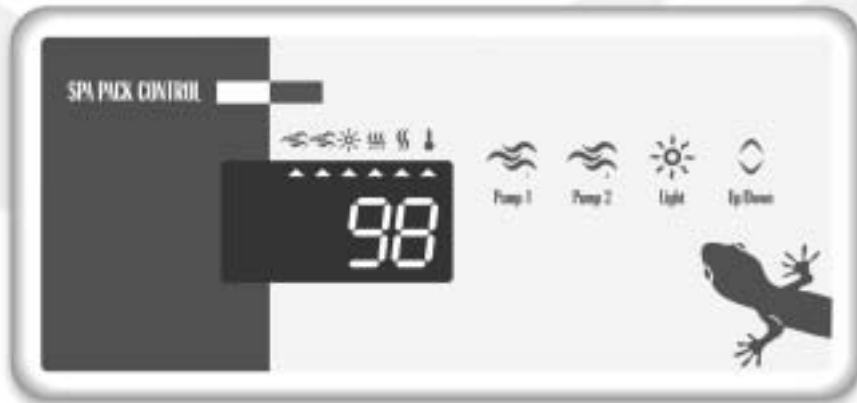 SPA PACK CONTROL
98
Pump 1
Pump 2
Light
Up/Down